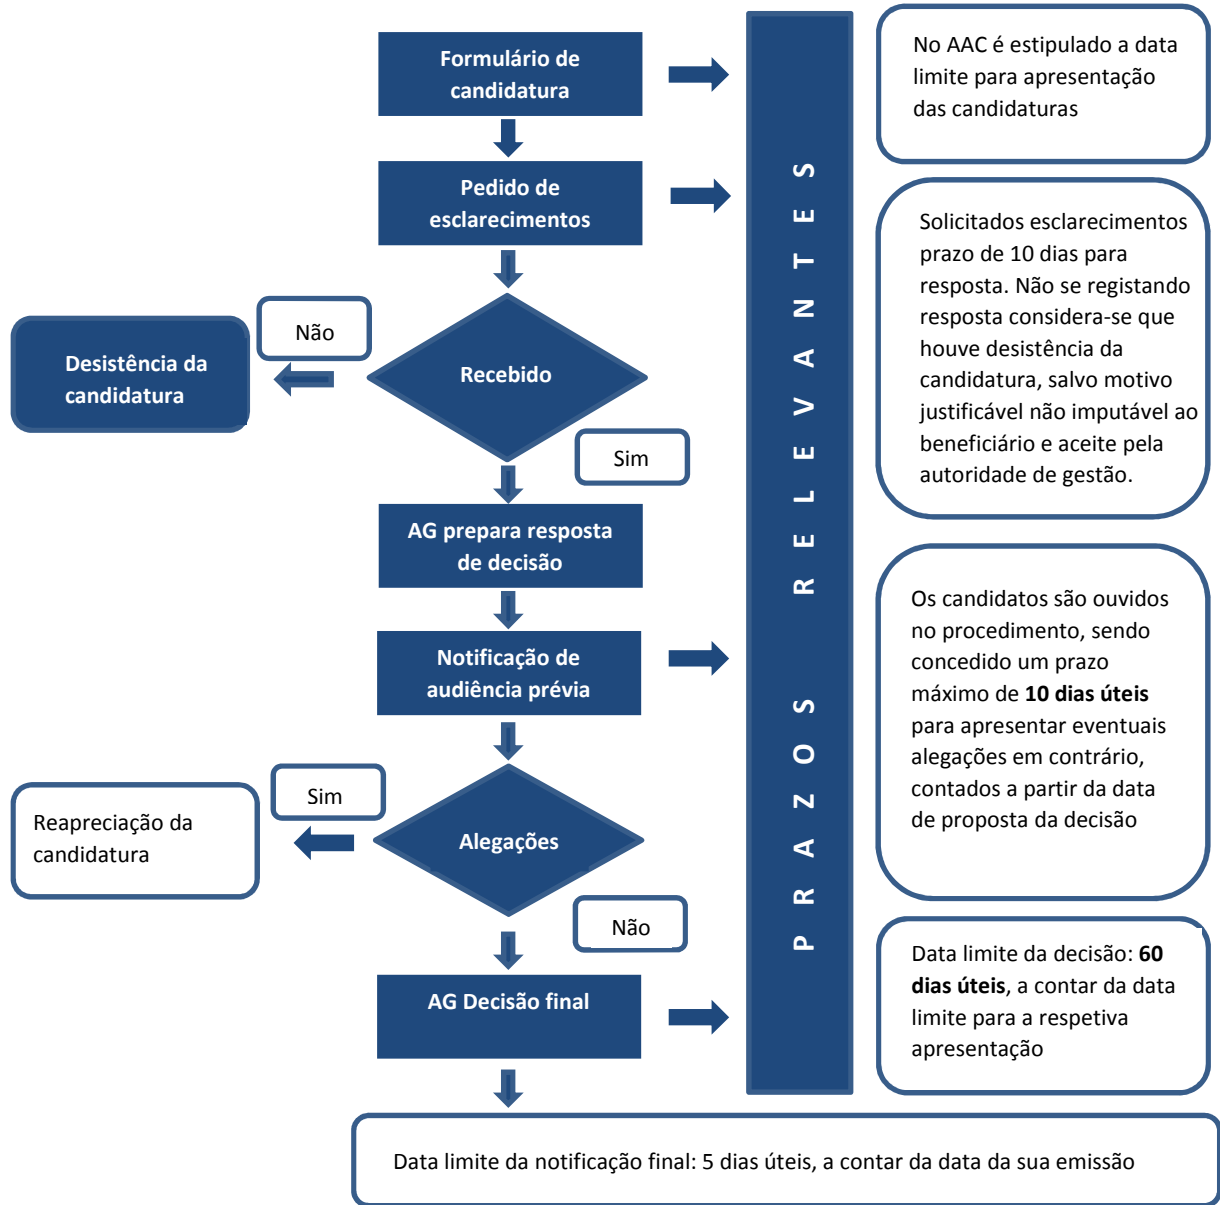 Formulário de
candidatura
No AAC é estipulado a data
limite para apresentação
das candidaturas
Pedido de
esclarecimentos
Solicitados esclarecimentos
prazo de 10 dias para
resposta. Não se registando
resposta considera-se que
houve desistência da
candidatura, salvo motivo
justificável não imputável ao
beneficiário e aceite pela
autoridade de gestão.
Não
Desistência da
candidatura
Recebido
Sim
AG prepara resposta
de decisão
Notificação de
audiência prévia
Os candidatos são ouvidos
no procedimento, sendo
concedido um prazo
máximo de 10 dias úteis
para apresentar eventuais
alegações em contrário,
contados a partir da data
de proposta da decisão
Sim
Reapreciação da
candidatura
Alegações
Não
AG Decisão final
Data limite da decisão: 60
dias úteis, a contar da data
limite para a respetiva
apresentação
PRAZOS RELEVANTES
Data limite da notificação final: 5 dias úteis, a contar da data da sua emissão